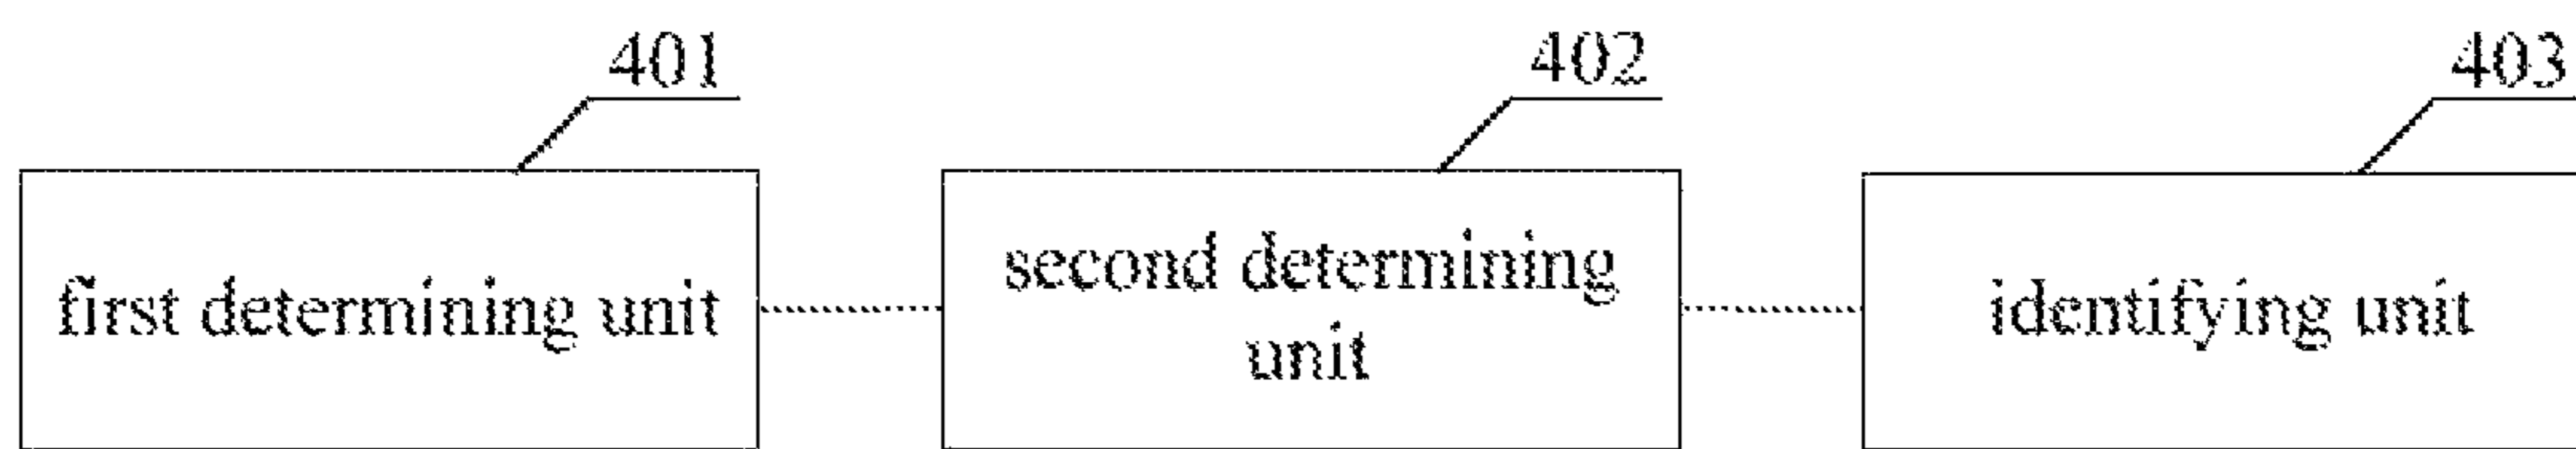 401
402
403
first determining unit
second determining
unit
identifying unit